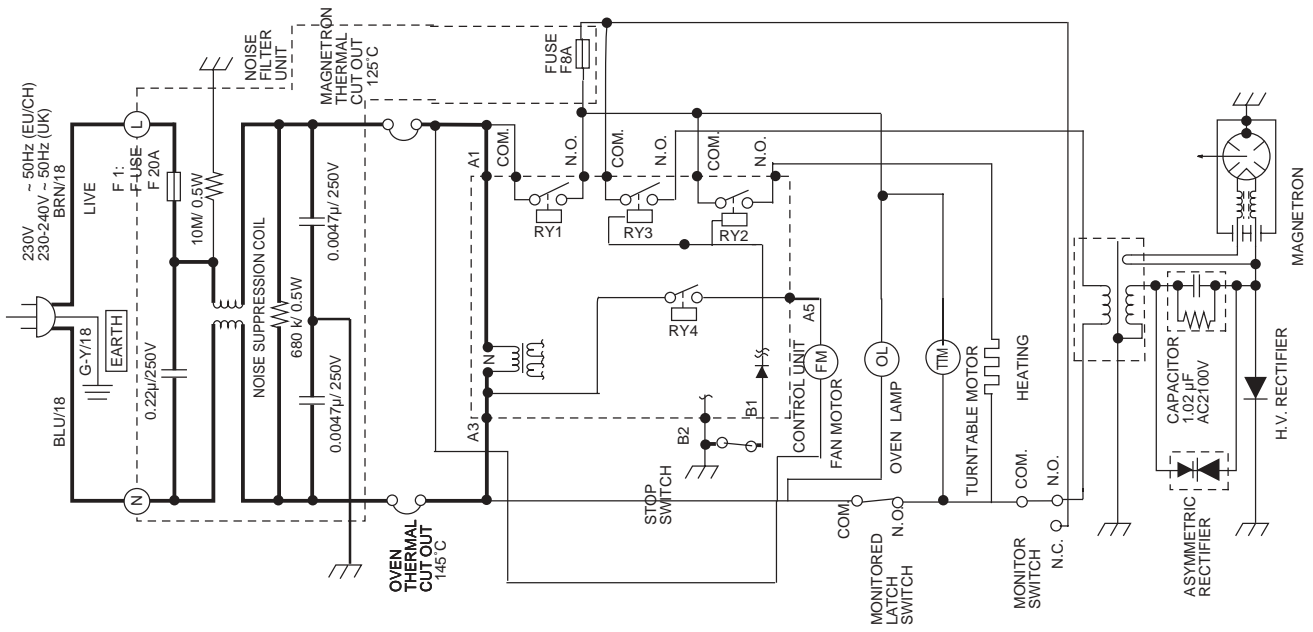 230V ~ 50Hz (EU/CH)
230-240V ~ 50Hz (UK)
BRN/18
LIVE
G-Y/18
EARTH
BLU/18
L
N
F 1:
FUSE
F 20A
10M/ 0.5W
0.22µ/250V
NOISE
FILTER
UNIT
NOISE SUPPRESSION COIL
680 k/ 0.5W
0.0047µ/ 250V
0.0047µ/ 250V
MAGNETRON
THERMAL
CUT OUT
125°C
OVEN
THERMAL
CUT OUT
145°C
FUSE
F8A
A1
COM.
N.O.
COM.
N.O.
COM.
N.O.
RY1
RY3
RY2
RY4
N
A3
A5
B2
B1
STOP
SWITCH
CONTROL UNIT
FM
FAN MOTOR
OL
OVEN LAMP
TTM
TURNTABLE MOTOR
HEATING
COM.
N.O.
MONITORED
LATCH
SWITCH
COM.
N.O.
N.C.
MONITOR
SWITCH
CAPACITOR
1.02 µF
AC2100V
ASYMMETRIC
RECTIFIER
H.V. RECTIFIER
MAGNETRON